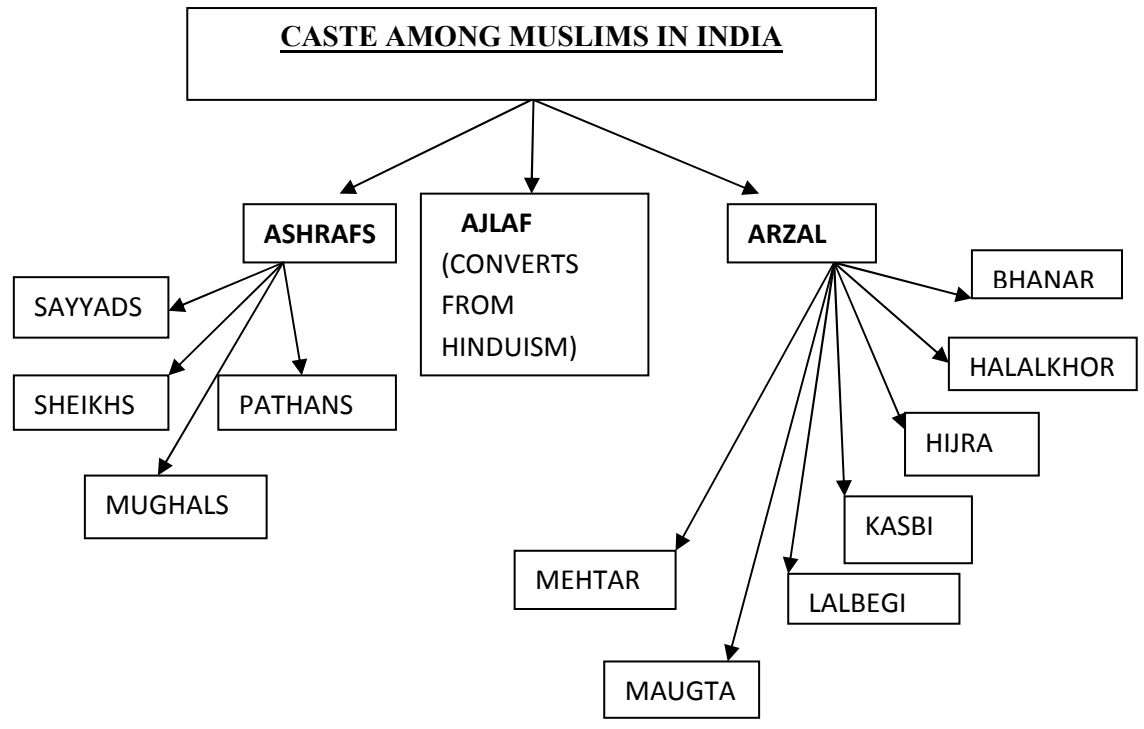 CASTE AMONG MUSLIMS IN INDIA
ASHRAFS
AJLAF
(CONVERTS
FROM
HINDUISM)
ARZAL
SAYYADS
SHEIKHS
PATHANS
MUGHALS
BHANAR
HALALKHOR
HIJRA
KASBI
LALBEGI
MEHTAR
MAUGTA